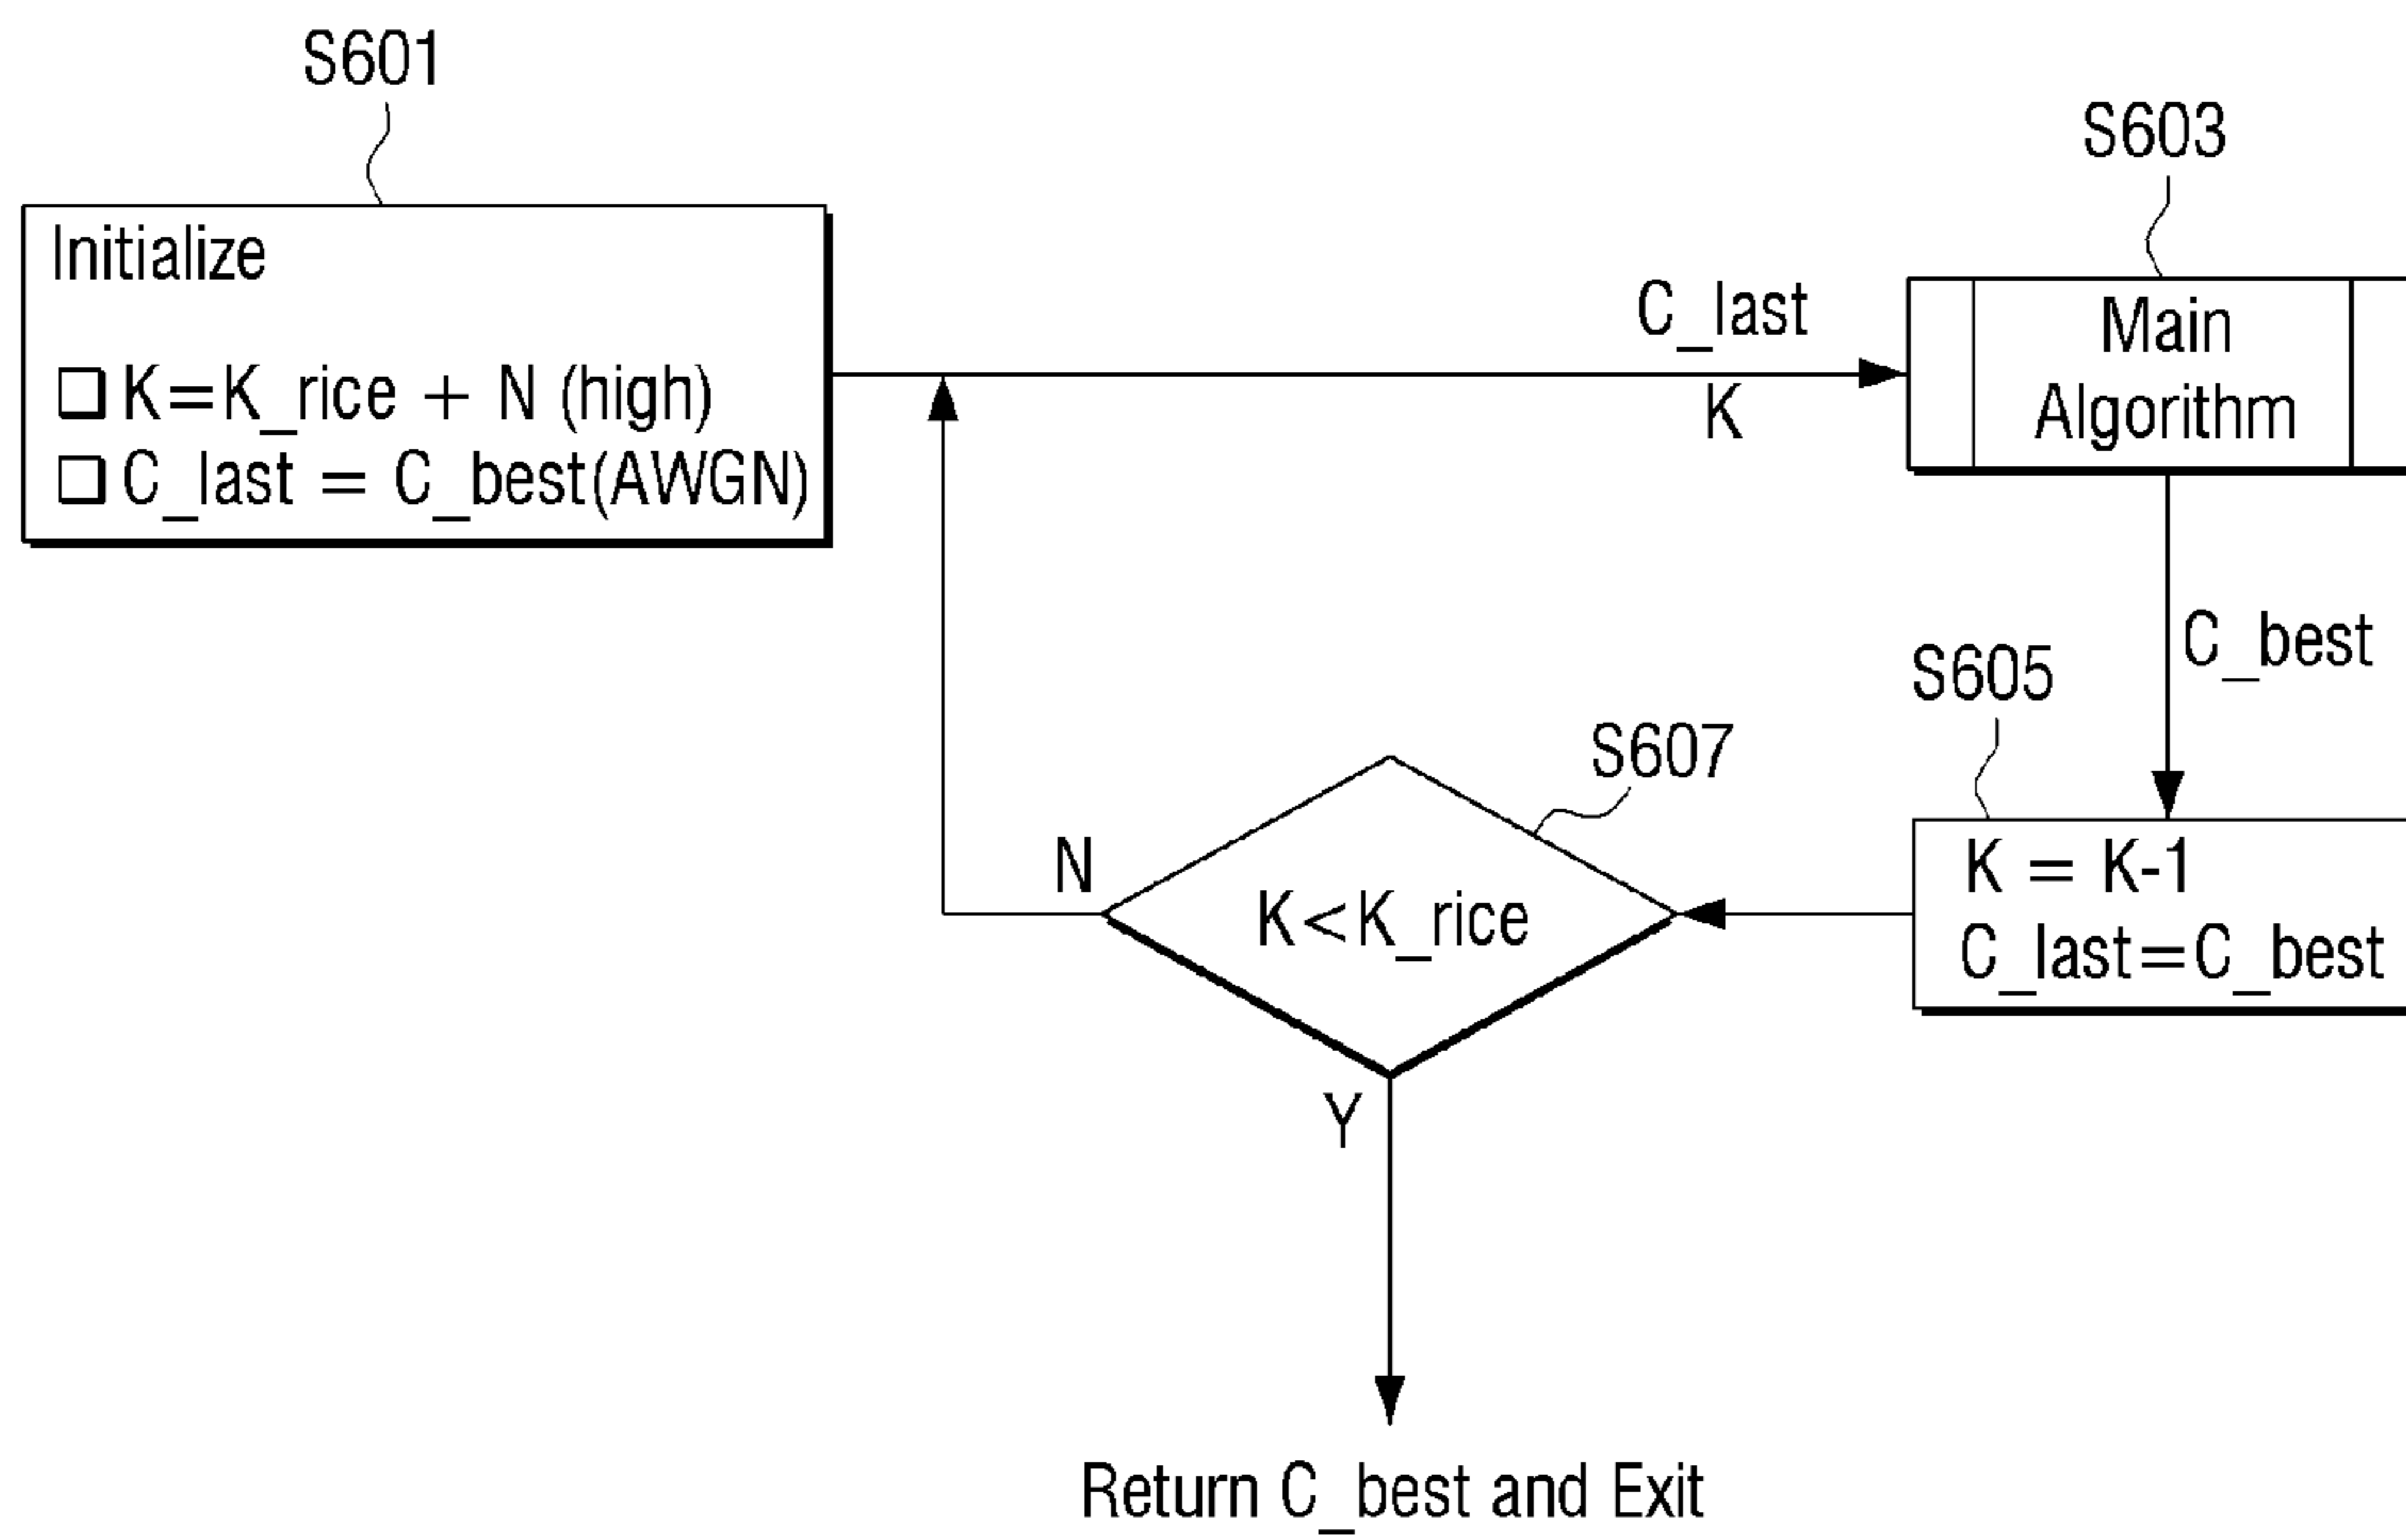 S601
Initialize
K=K_rice + N (high)
C_last = C_best(AWGN)
C_last
K
S603
Main
Algorithm
C_best
S605
K = K-1
C_last=C_best
S607
K<K_rice
N
Y
Return C_best and Exit